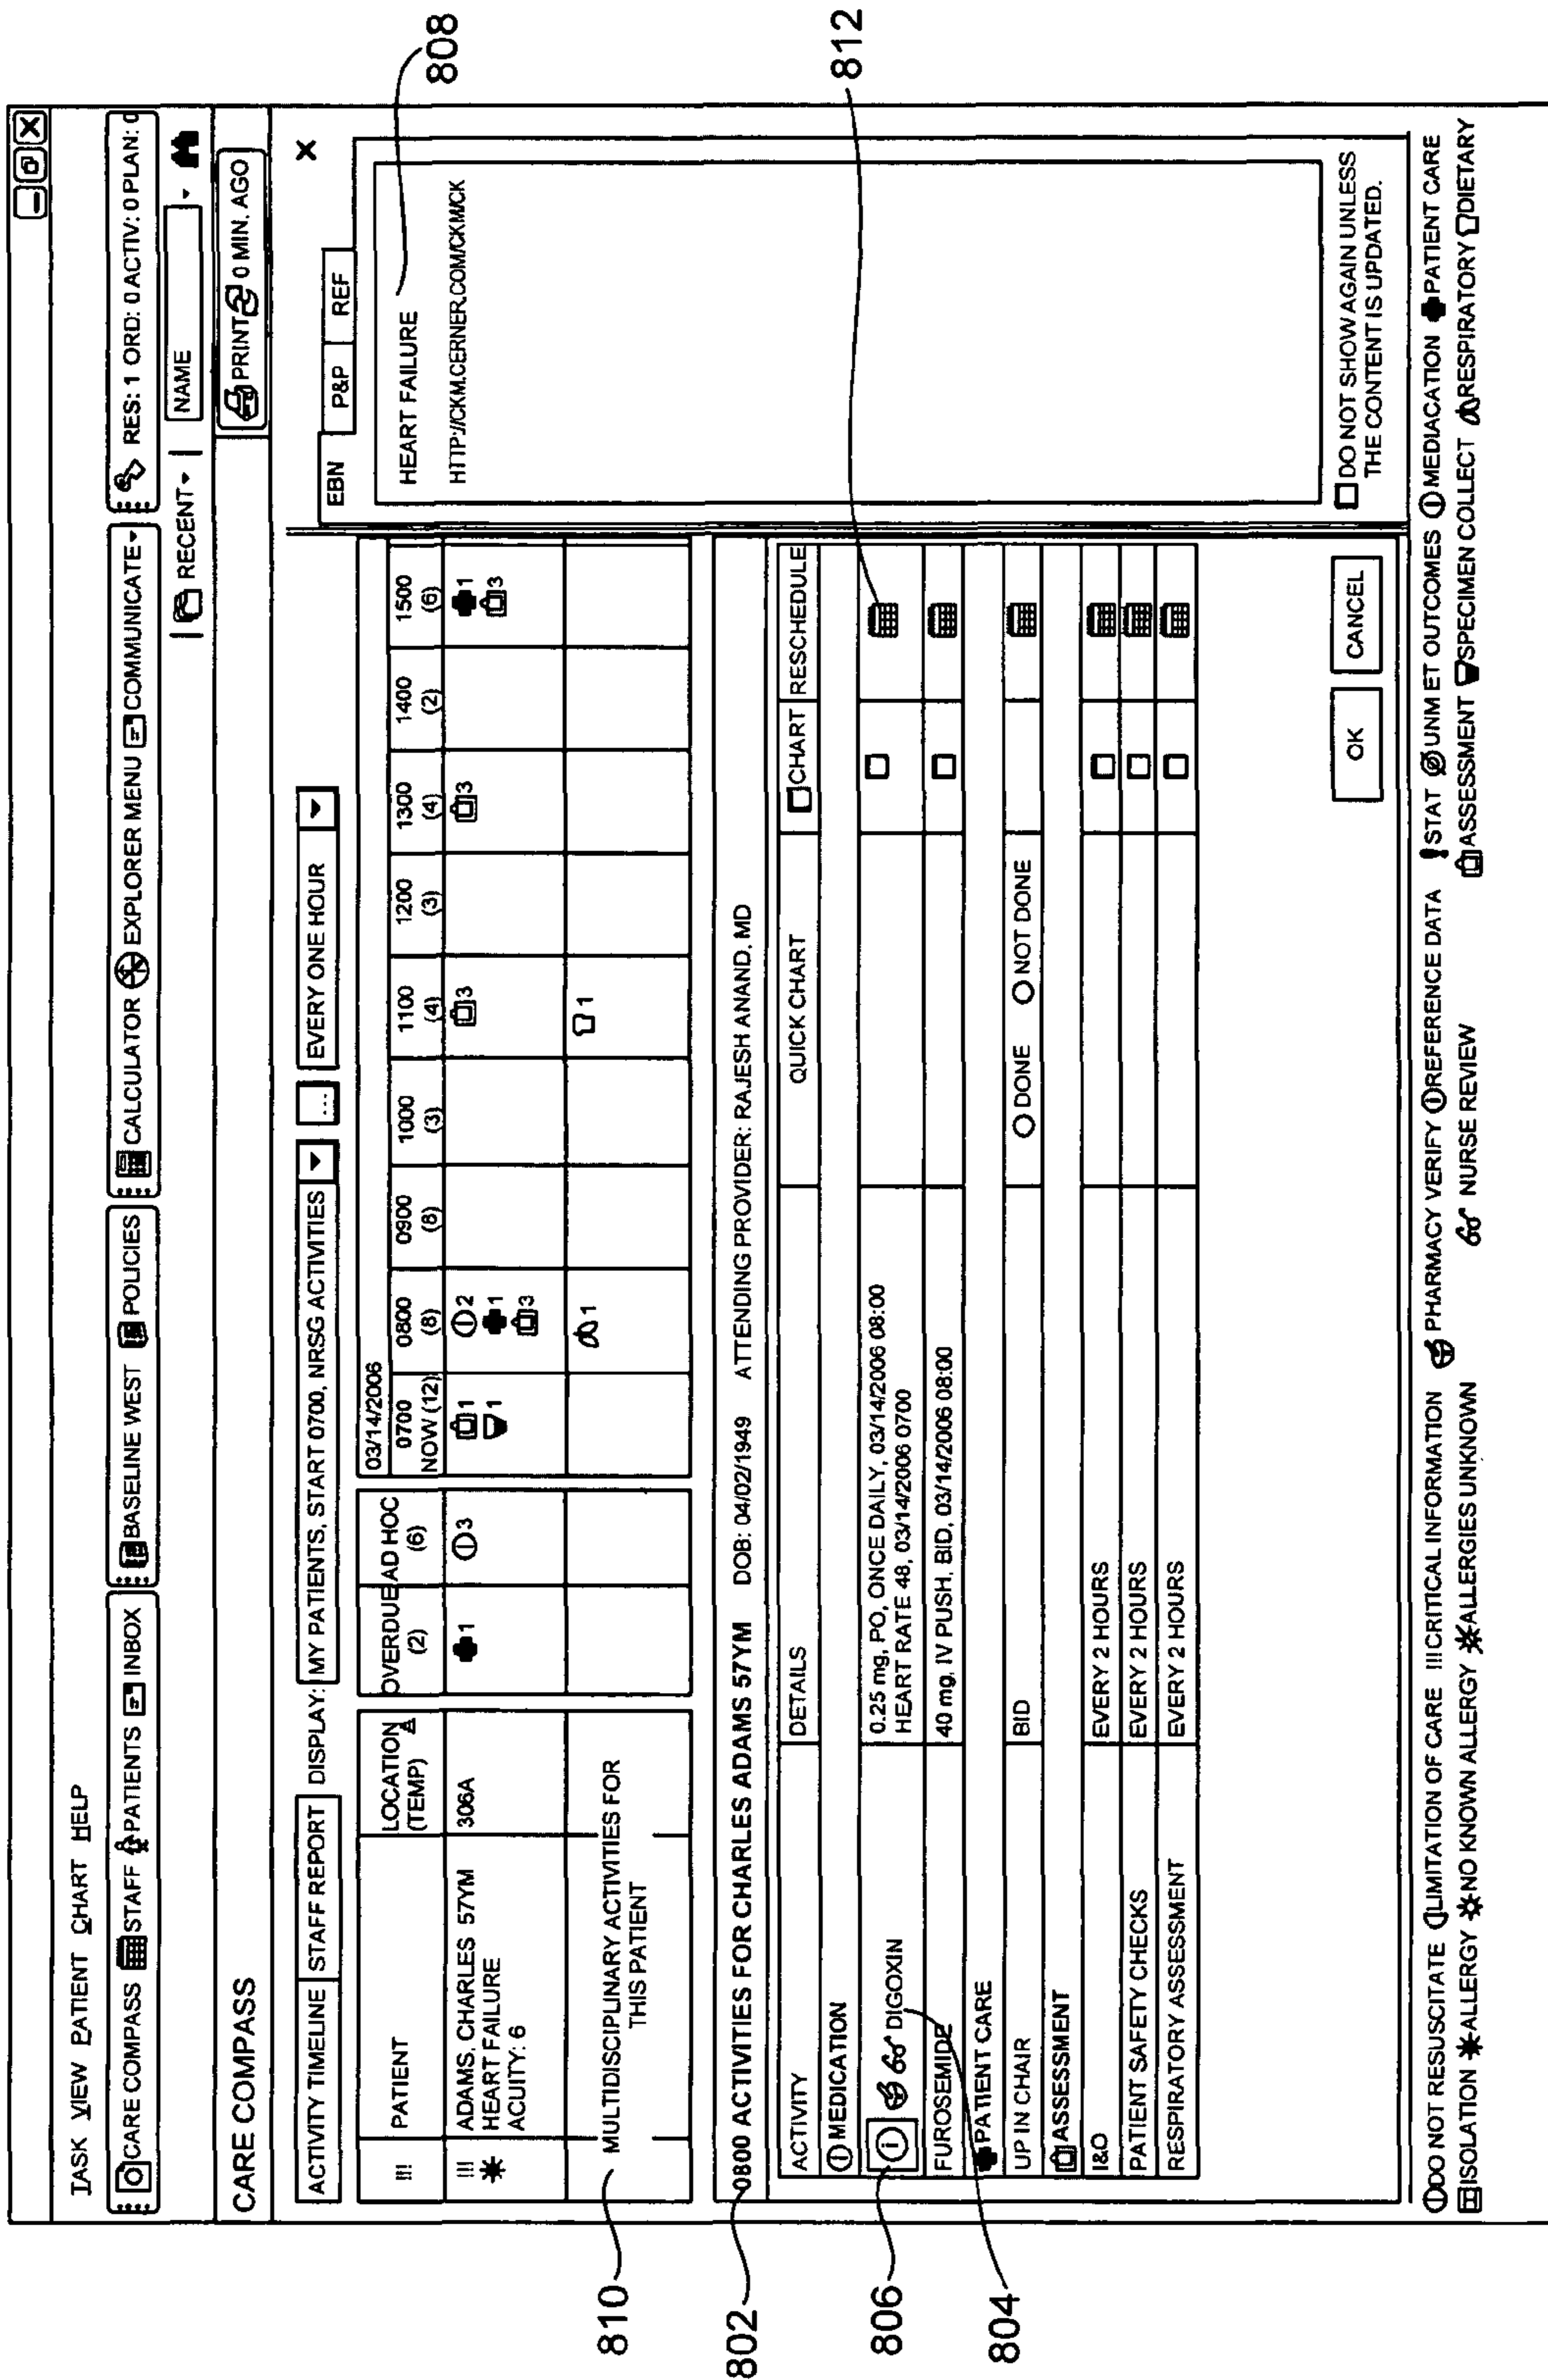 TASK VIEW PATIENT CHART HELP
CARE COMPASS STAFF PATIENTS INBOX BASELINE WEST POLICIES CALCULATOR EXPLORER MENU COMMUNICATE RES: 1 ORD: 0 ACTIV: 0 PLAN: 0
RECENT NAME
CARE COMPASS PRINT 0 MIN. AGO
ACTIVITY TIMELINE STAFF REPORT DISPLAY: MY PATIENTS, START 0700, NRSG ACTIVITIES ... EVERY ONE HOUR X
03/14/2006
!!! PATIENT LOCATION (TEMP) OVERDUE (2) AD HOC (6) 0700 NOW (12) 0800 (8) 0900 (8) 1000 (3) 1100 (4) 1200 (3) 1300 (4) 1400 (2) 1500 (6)
!!! ADAMS, CHARLES 57YM 306A 1 3 1 2 3 3 1
HEART FAILURE 1 1 3
ACUITY: 6 3
MULTIDISCIPLINARY ACTIVITIES FOR 1 1
THIS PATIENT
0800 ACTIVITIES FOR CHARLES ADAMS 57YM DOB: 04/02/1949 ATTENDING PROVIDER: RAJESH ANAND, MD
ACTIVITY DETAILS QUICK CHART CHART RESCHEDULE
MEDICATION
DIGOXIN 0.25 mg, PO, ONCE DAILY, 03/14/2006 08:00
HEART RATE 48, 03/14/2006 0700
FUROSEMIDE 40 mg, IV PUSH, BID, 03/14/2006 08:00
PATIENT CARE
UP IN CHAIR BID DONE NOT DONE
ASSESSMENT
I&O EVERY 2 HOURS
PATIENT SAFETY CHECKS EVERY 2 HOURS
RESPIRATORY ASSESSMENT EVERY 2 HOURS
OK CANCEL
EBN P&P REF
HEART FAILURE
HTTP://CKM.CERNER.COM/CKM/CK
DO NOT SHOW AGAIN UNLESS
THE CONTENT IS UPDATED.
DO NOT RESUSCITATE LIMITATION OF CARE !!! CRITICAL INFORMATION PHARMACY VERIFY REFERENCE DATA STAT UNM ET OUTCOMES MEDIACATION PATIENT CARE
ISOLATION ALLERGY NO KNOWN ALLERGY ALLERGIES UNKNOWN NURSE REVIEW ASSESSMENT SPECIMEN COLLECT RESPIRATORY DIETARY
808
812
810
802
806
804